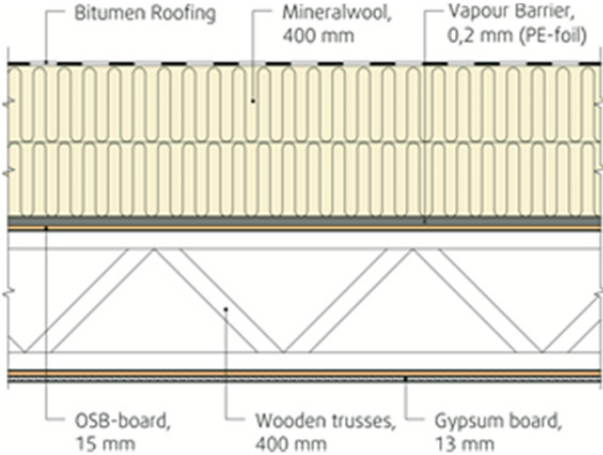 Bitumen Roofing
Mineralwool,
400 mm
Vapour Barrier,
0,2 mm (PE-foil)
OSB-board,
15 mm
Wooden trusses,
400 mm
Gypsum board,
13 mm